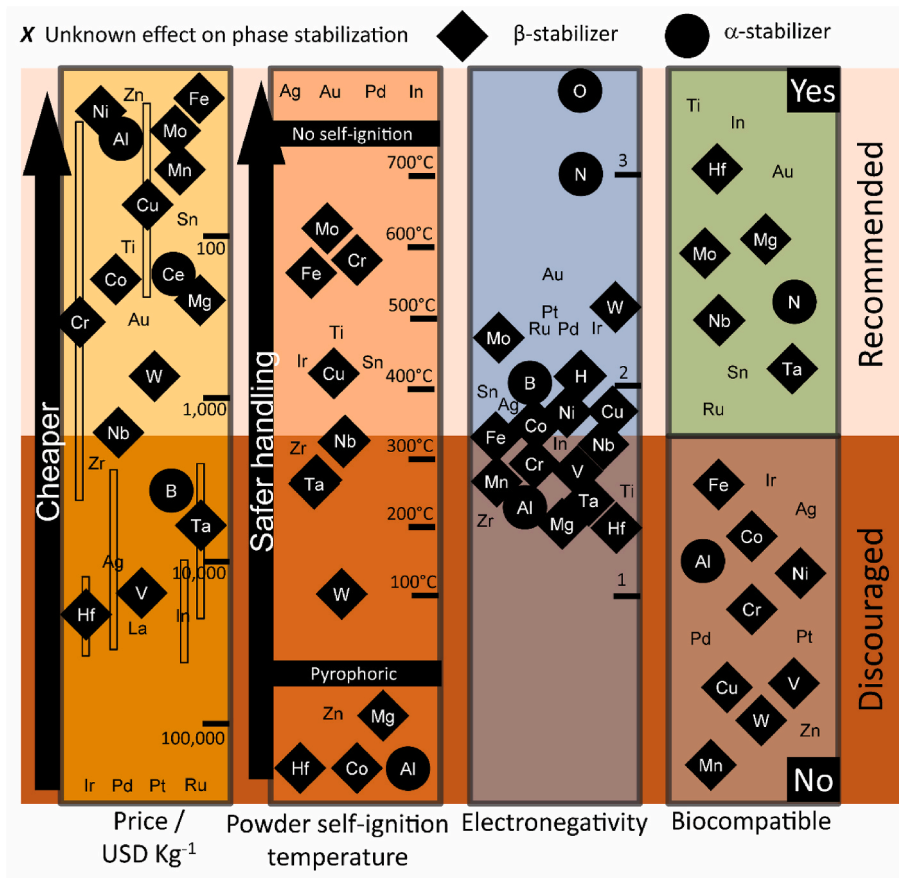 X Unknown effect on phase stabilization
β-stabilizer
α-stabilizer
Cheaper
Zn
Fe
Ni
Al
Mo
Mn
Cu
Sn
100
Ti
Co
Ce
Mg
Cr
Au
W
1,000
Nb
Zr
B
Ta
Ag
10,000
Hf
V
In
La
100,000
Ir Pd Pt Ru
Price /
USD Kg-1
Safer handling
Ag Au Pd In
No self-ignition
700°C
Mo
600°C
Cr
Fe
500°C
Ti
Ir
Sn
Cu
400°C
Nb
Zr
300°C
Ta
200°C
W
100°C
Pyrophoric
Zn
Mg
Hf
Co
Al
Powder self-ignition
temperature
O
N
3
Au
Pt
W
Ru Pd Ir
Mo
B
H
2
Sn
Ag
Ni
Cu
Co
Fe
In
Nb
Cr
V
Mn
Ti
Ta
Al
Zr
Mg
Hf
1
Electronegativity
Yes
Ti
In
Hf
Au
Mo
Mg
Nb
N
Sn
Ta
Ru
Fe
Ir
Ag
Co
Al
Ni
Cr
Pd
Pt
Cu
V
W
Zn
Mn
No
Biocompatible
Recommended
Discouraged